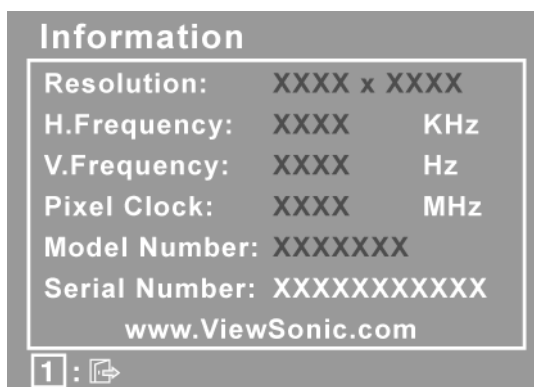 Information
Resolution: XXXX x XXXX
H.Frequency: XXXX KHz
V.Frequency: XXXX Hz
Pixel Clock: XXXX MHz
Model Number: XXXXXXX
Serial Number: XXXXXXXXXXX
www.ViewSonic.com
1 :